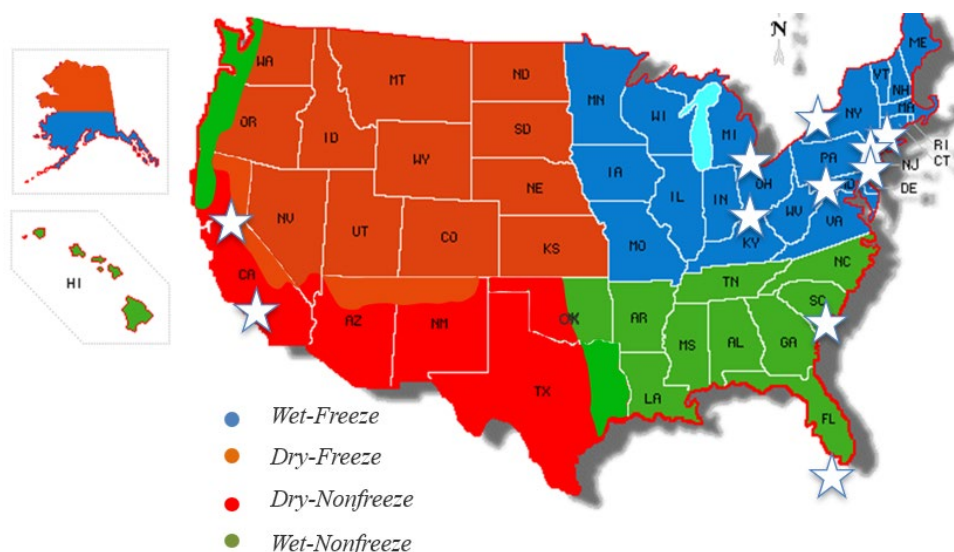 N
ME
WA
MT
ND
MN
VT
NH
OR
ID
SD
WI
MI
NY
MA
WY
RI
CT
NV
UT
CO
NE
IA
IL
IN
OH
PA
NJ
DE
KS
MO
WV
VA
KY
HI
CA
AZ
NM
OK
AR
TN
NC
SC
TX
LA
MS
AL
GA
FL
Wet-Freeze
Dry-Freeze
Dry-Nonfreeze
Wet-Nonfreeze